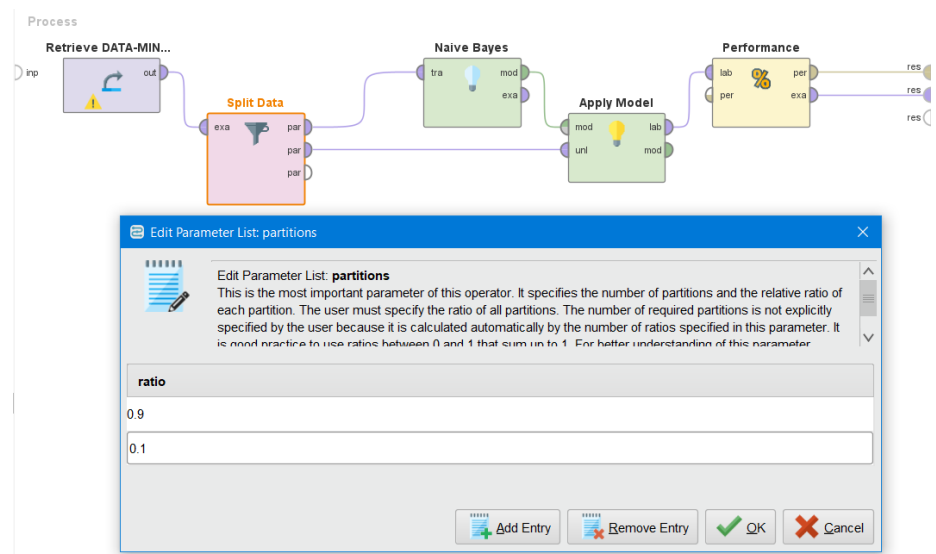 Process
Retrieve DATA-MIN...
Naive Bayes
Performance
inp
out
tra
mod
exa
lab
per
per
exa
res
res
res
Split Data
exa
par
par
par
Apply Model
mod
lab
unl
mod
Edit Parameter List: partitions
Edit Parameter List: partitions
This is the most important parameter of this operator. It specifies the number of partitions and the relative ratio of
each partition. The user must specify the ratio of all partitions. The number of required partitions is not explicitly
specified by the user because it is calculated automatically by the number of ratios specified in this parameter. It
is good practice to use ratios between 0 and 1 that sum up to 1. For better understanding of this parameter
ratio
0.9
0.1
Add Entry
Remove Entry
OK
Cancel